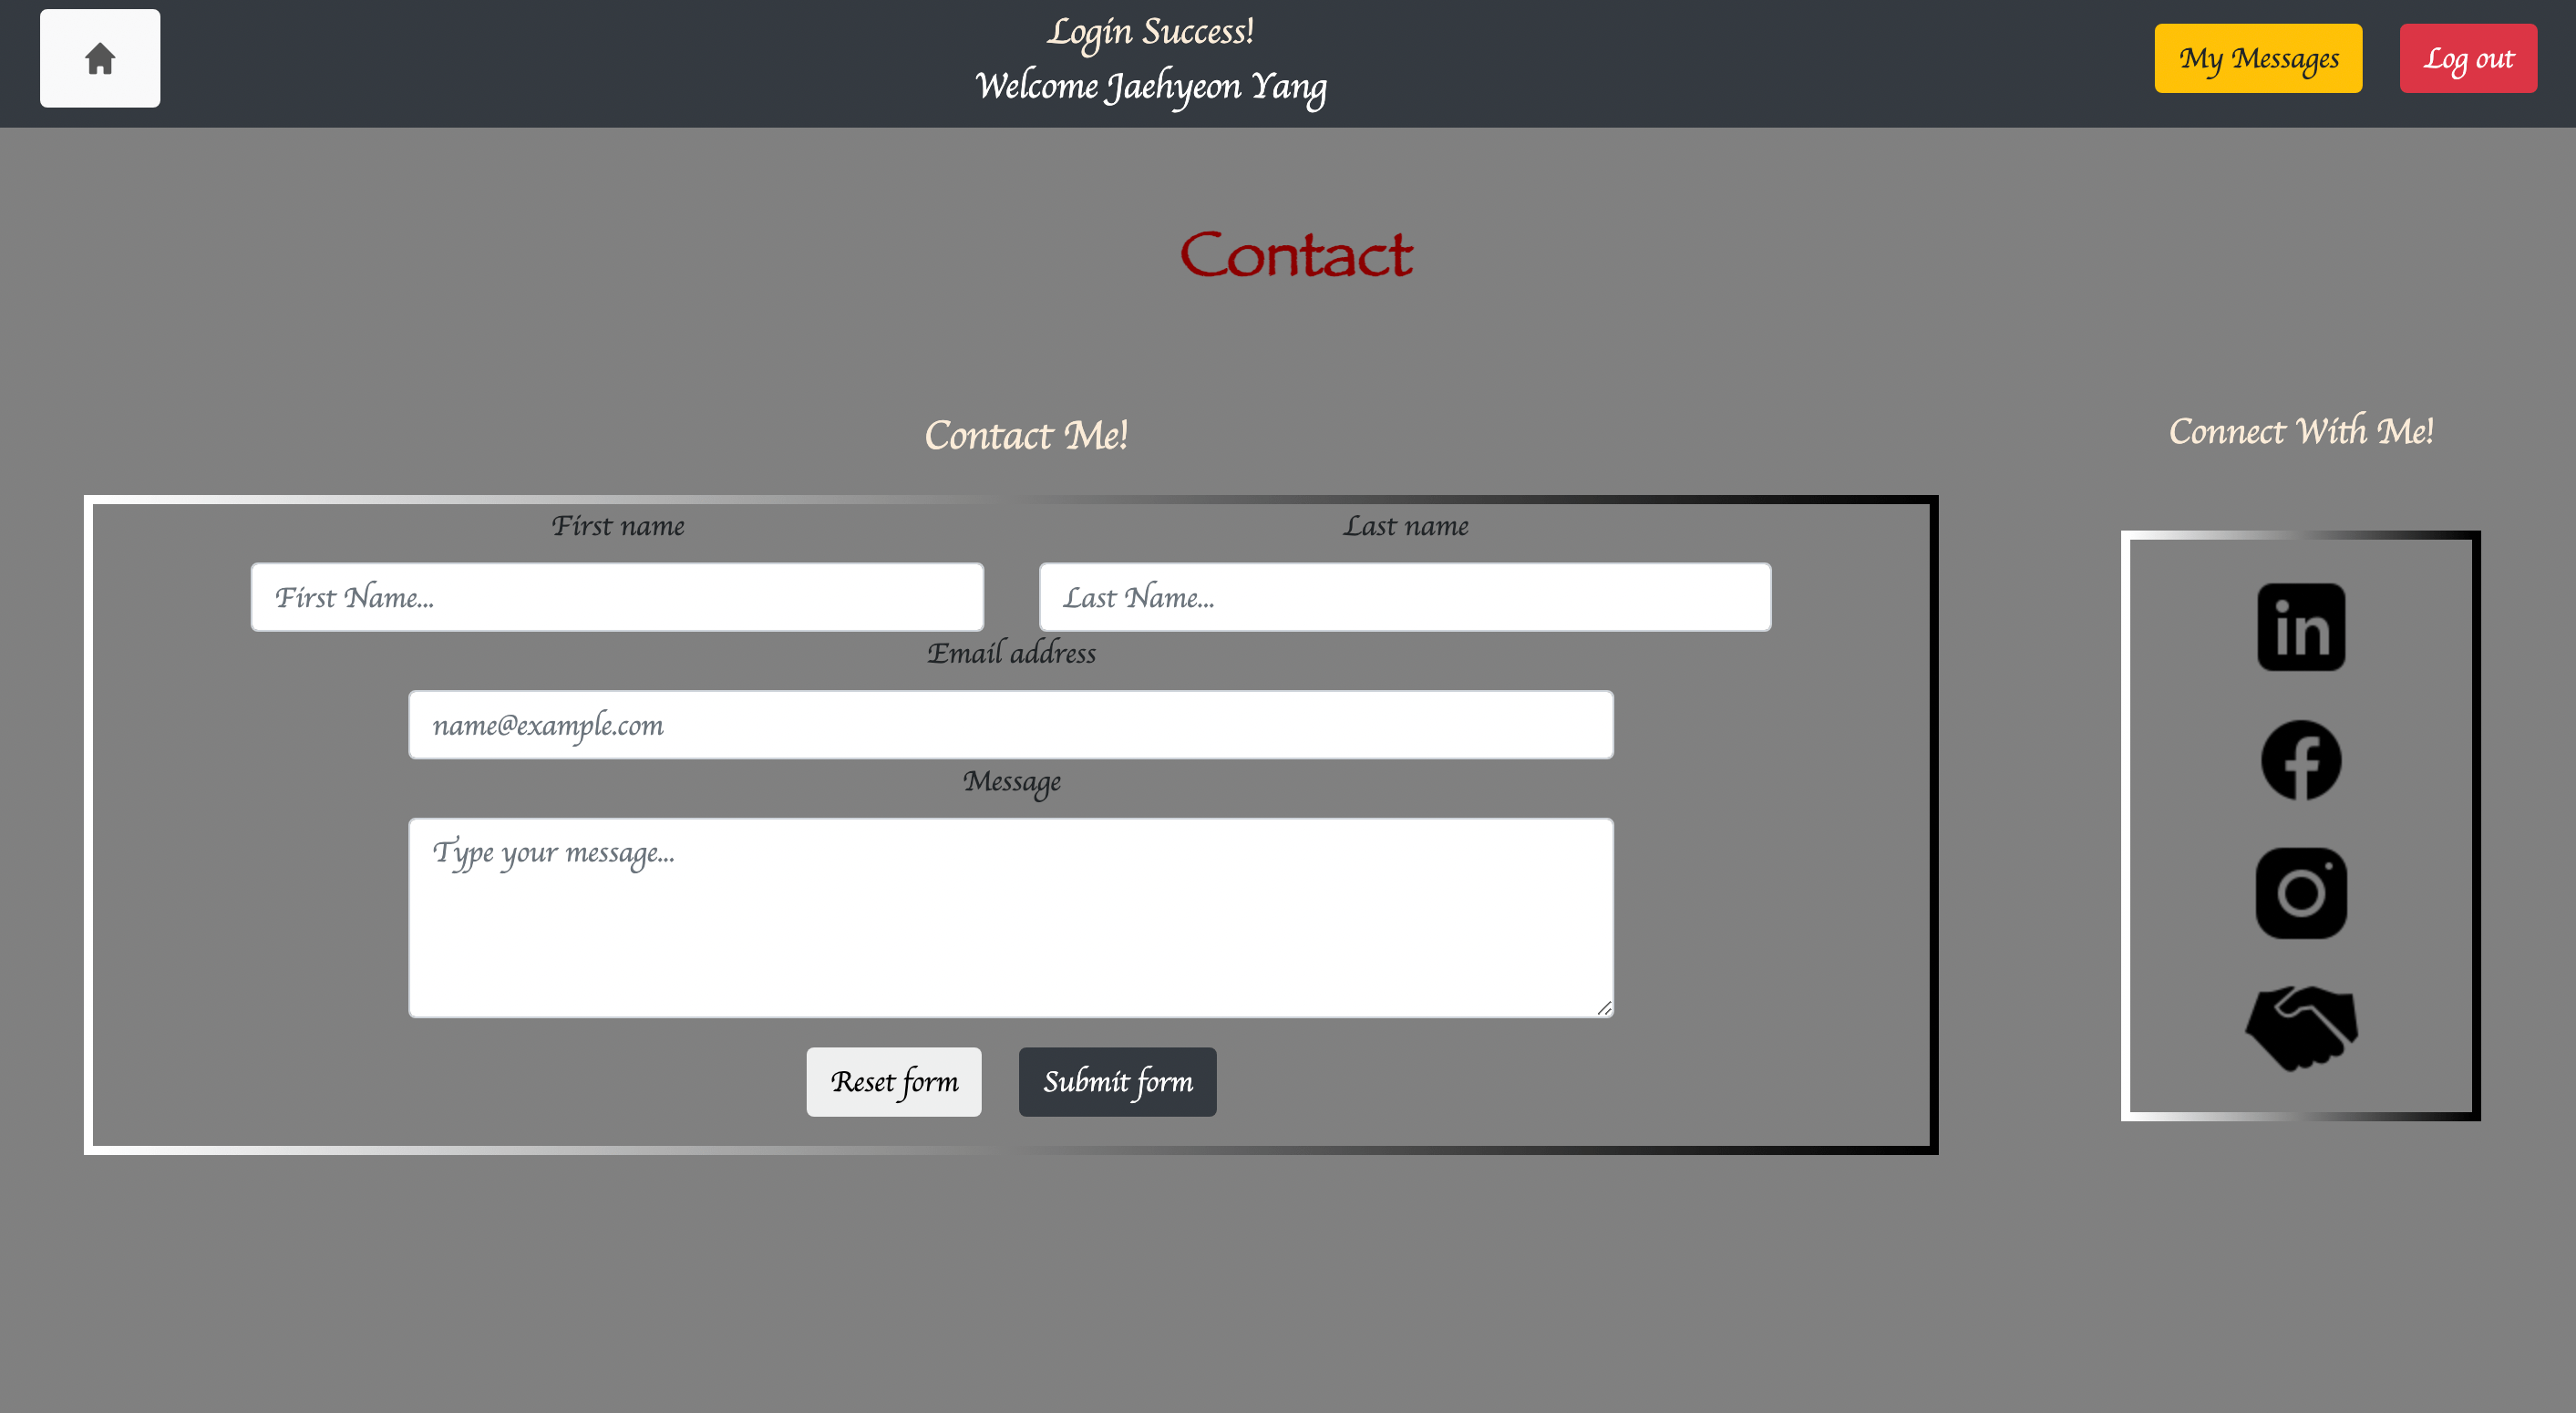 Login Success!
Welcome Jaehyeon Yang
My Messages
Log out
Contact
Contact Me!
Connect With Me!
First name
Last name
First Name...
Last Name...
Email address
name@example.com
Message
Type your message...
Reset form
Submit form
in
f